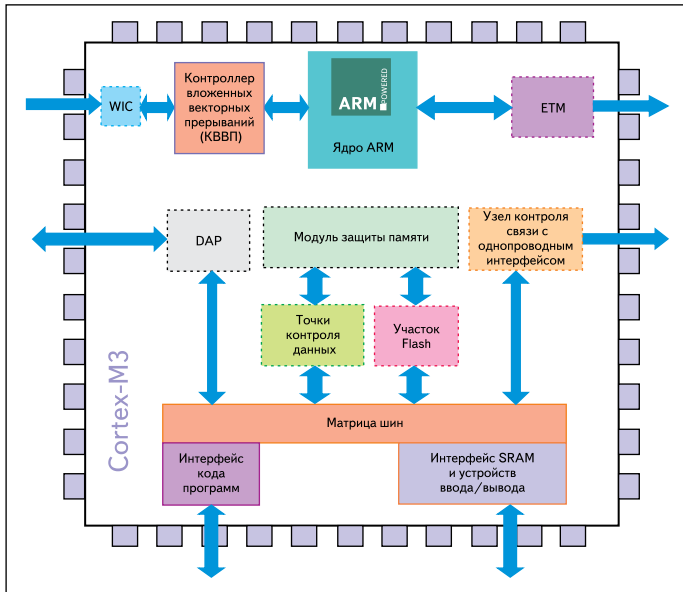 WIC
Контроллер
вложенных
векторных
прерываний
(КВВП)
ARM
POWERED
Ядро ARM
ETM
DAP
Модуль защиты памяти
Узел контроля
связи с
однопроводным
интерфейсом
Точки
контроля
данных
Участок
Flash
Cortex-M3
Матрица шин
Интерфейс
кода
программ
Интерфейс SRAM
и устройств
ввода/вывода